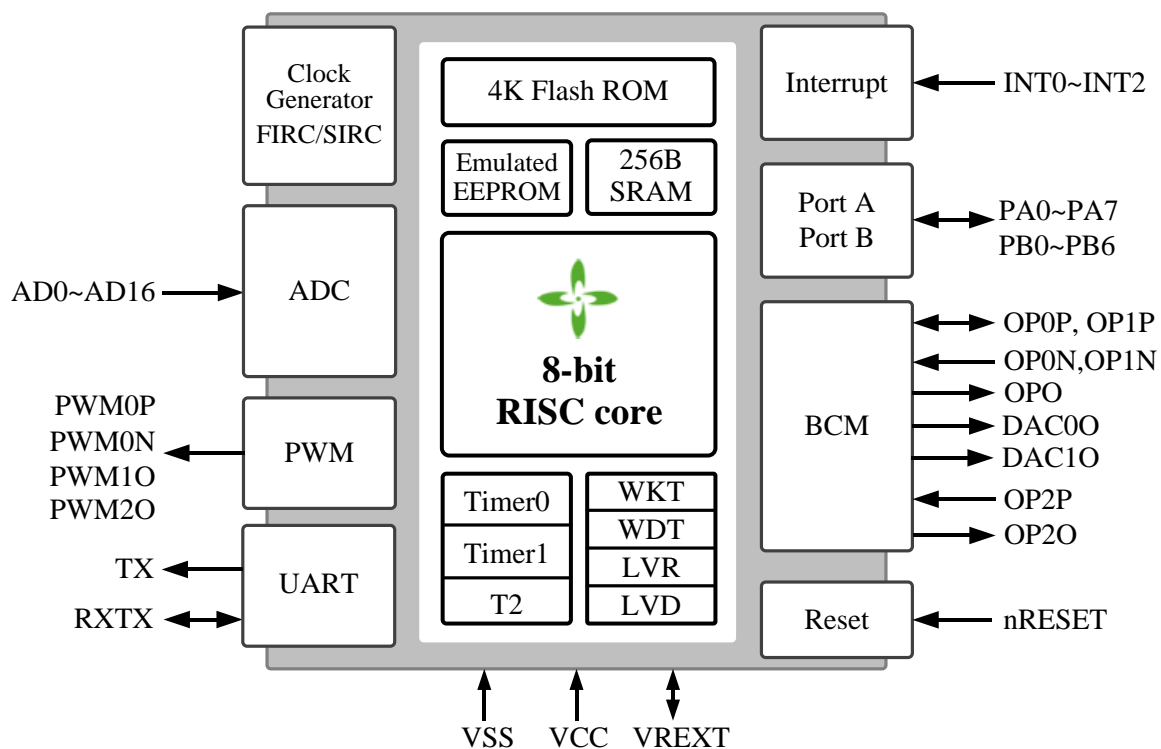 Clock
Generator
FIRC/SIRC
4K Flash ROM
Interrupt
INT0~INT2
Emulated
EEPROM
256B
SRAM
Port A
Port B
PA0~PA7
PB0~PB6
AD0~AD16
ADC
8-bit
RISC core
BCM
OP0P, OP1P
OP0N,OP1N
OPO
DAC0O
DAC1O
OP2P
OP2O
PWM0P
PWM0N
PWM1O
PWM2O
PWM
Timer0
Timer1
T2
WKT
WDT
LVR
LVD
TX
RXTX
UART
Reset
nRESET
VSS
VCC
VREXT